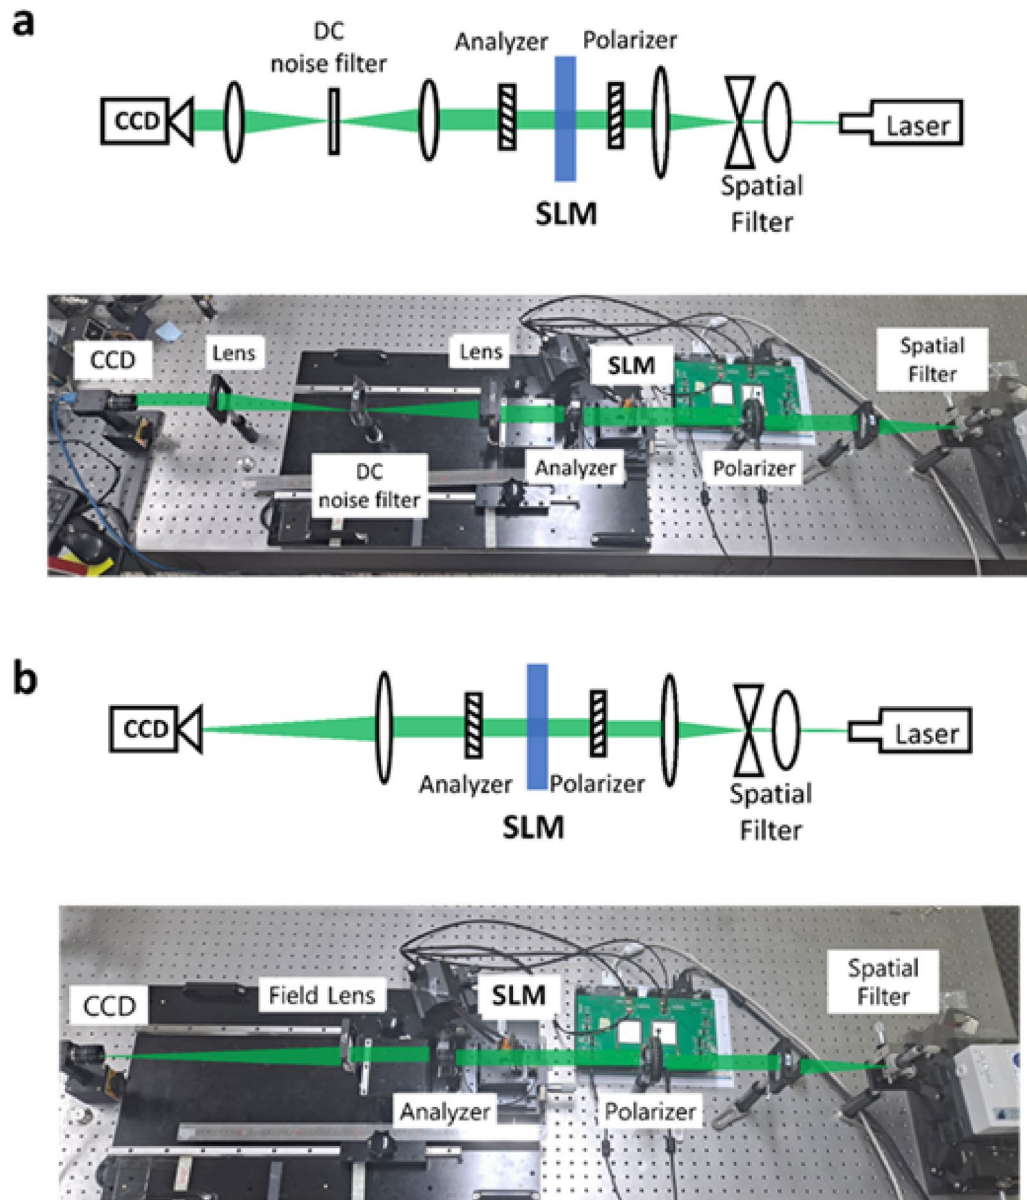 a
DC
noise filter
Analyzer
Polarizer
CCD
Laser
SLM
Spatial
Filter
CCD
Lens
Lens
SLM
Spatial
Filter
DC
noise filter
Analyzer
Polarizer
b
CCD
Laser
Analyzer
Polarizer
SLM
Spatial
Filter
CCD
Field Lens
SLM
Spatial
Filter
Analyzer
Polarizer